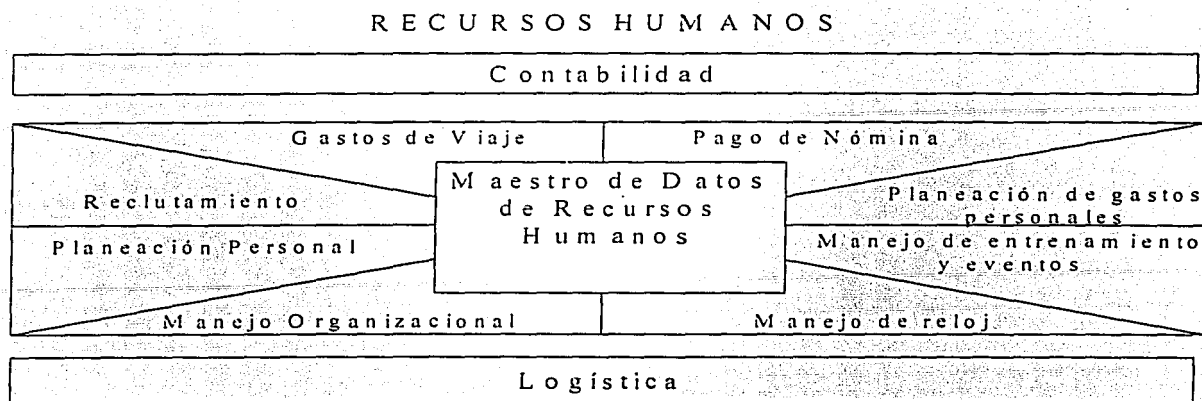 RECURSOS HUMANOS
Contabilidad
Gastos de Viaje
Pago de Nómina
Maestro de Datos
de Recursos
Humanos
Reclutamiento
Planeación de gastos
personales
Planeación Personal
Manejo de entrenamiento
y eventos
Manejo Organizacional
Manejo de reloj
Logística